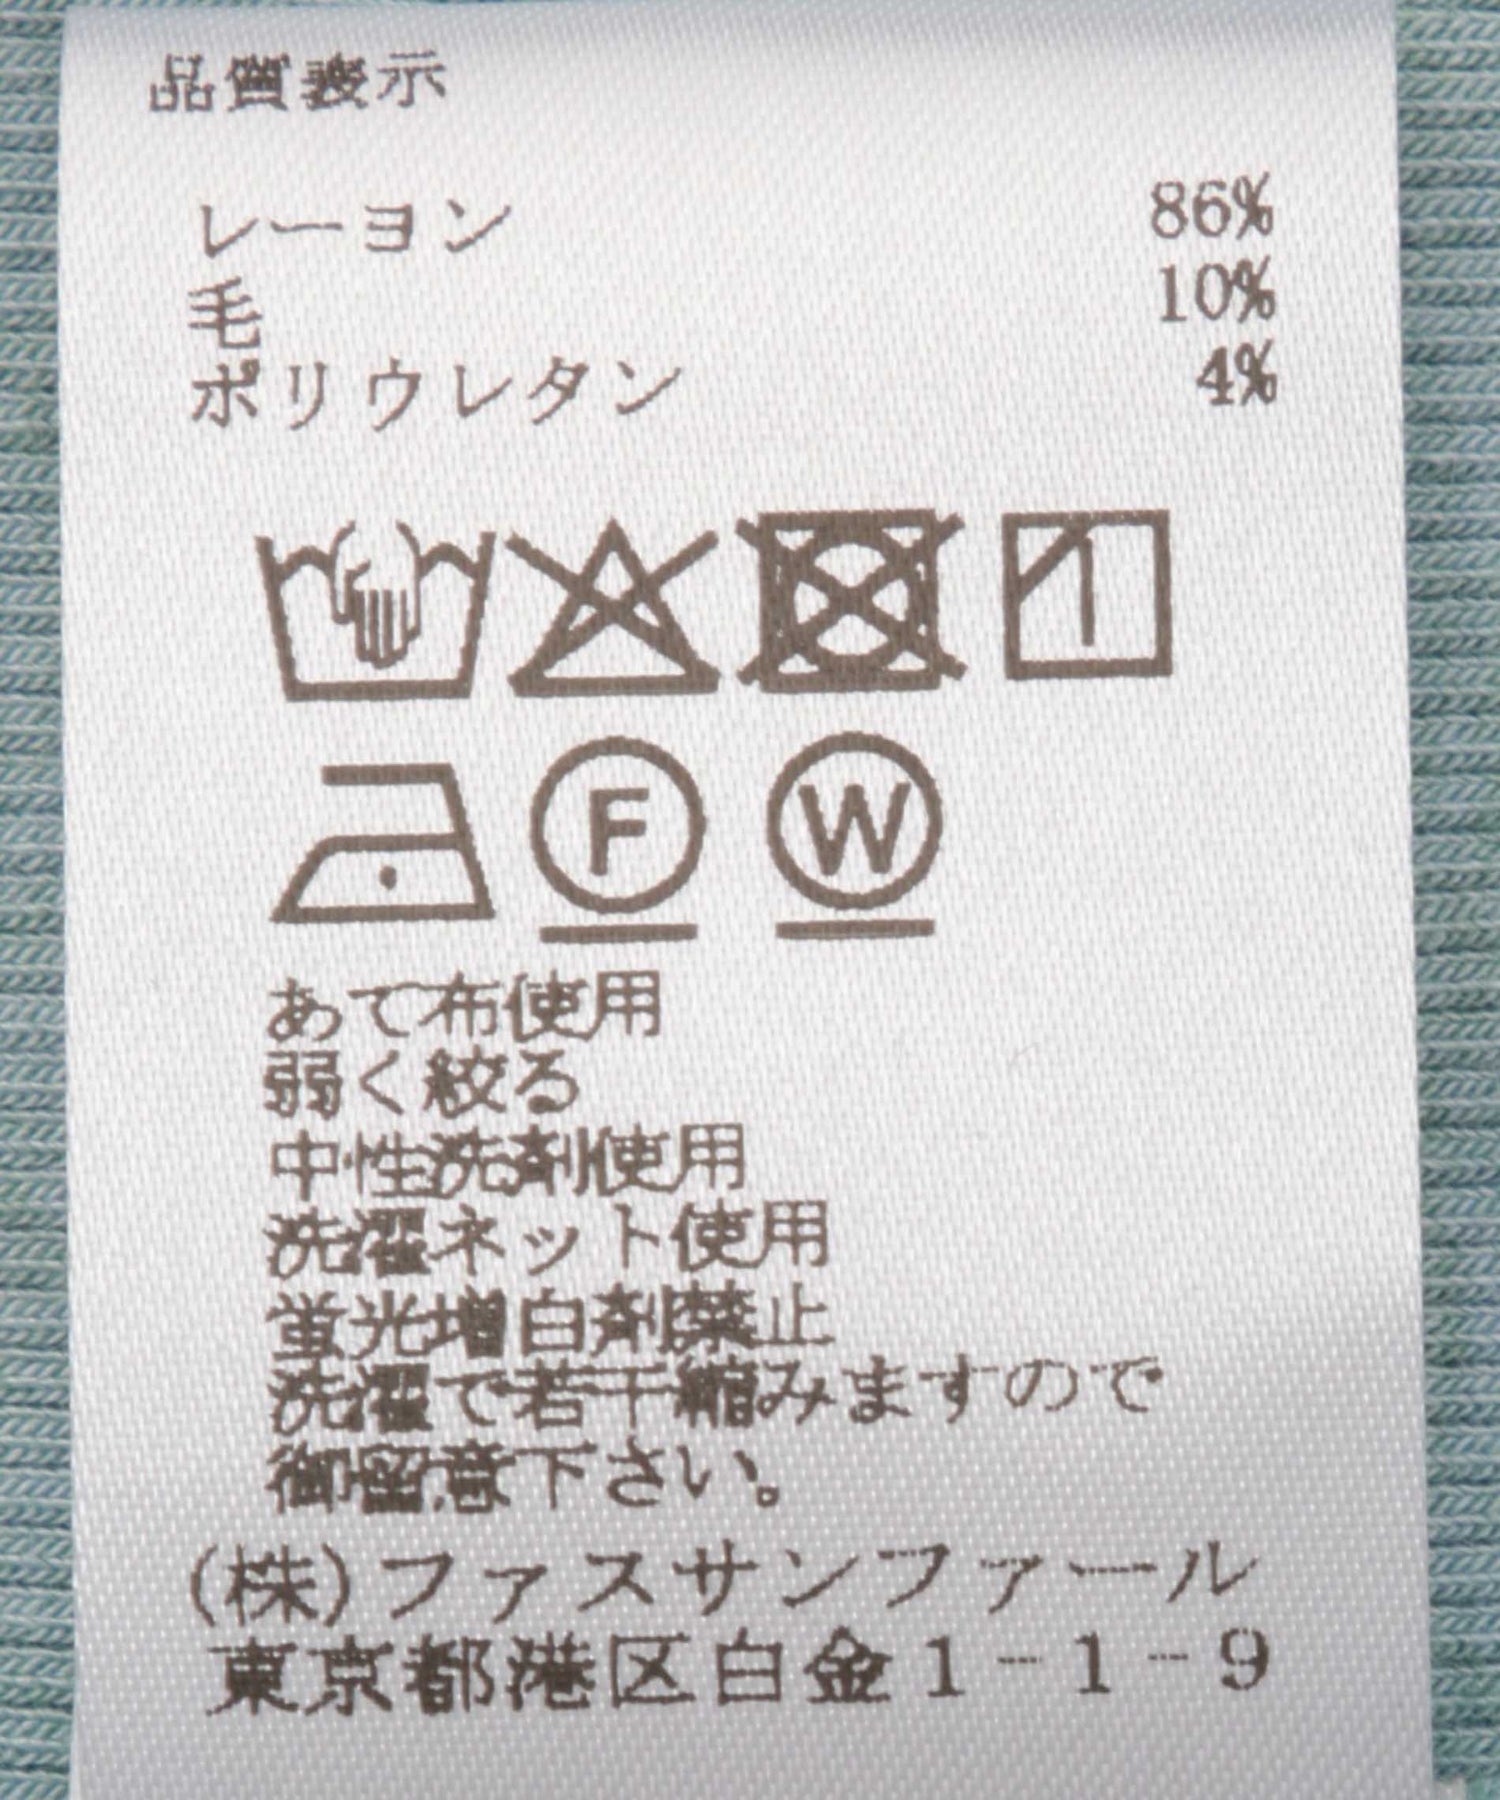 品質表示
レーヨン 86%
毛 10%
ポリウレタン 4%
F W
あて布使用
弱く絞る
中性洗剤使用
洗濯ネット使用
蛍光増白剤禁止
洗濯で若干縮みますので
御留意下さい。
(株)ファスサンファール
東京都港区白金1-1-9